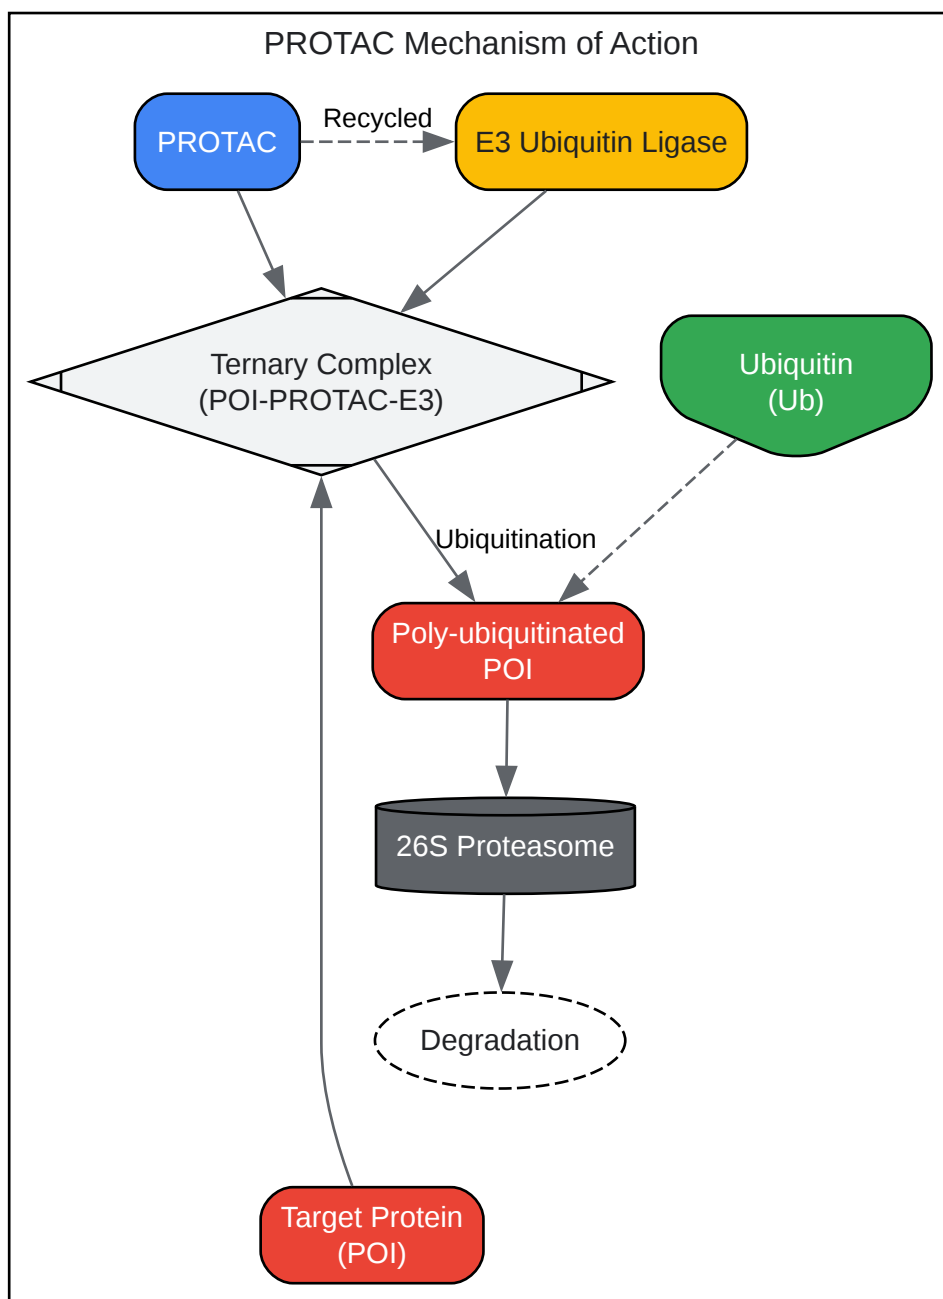 PROTAC Mechanism of Action
PROTAC
Recycled
E3 Ubiquitin Ligase
Ternary Complex
(POI-PROTAC-E3)
Ubiquitin
(Ub)
Ubiquitination
Poly-ubiquitinated
POI
26S Proteasome
Degradation
Target Protein
(POI)